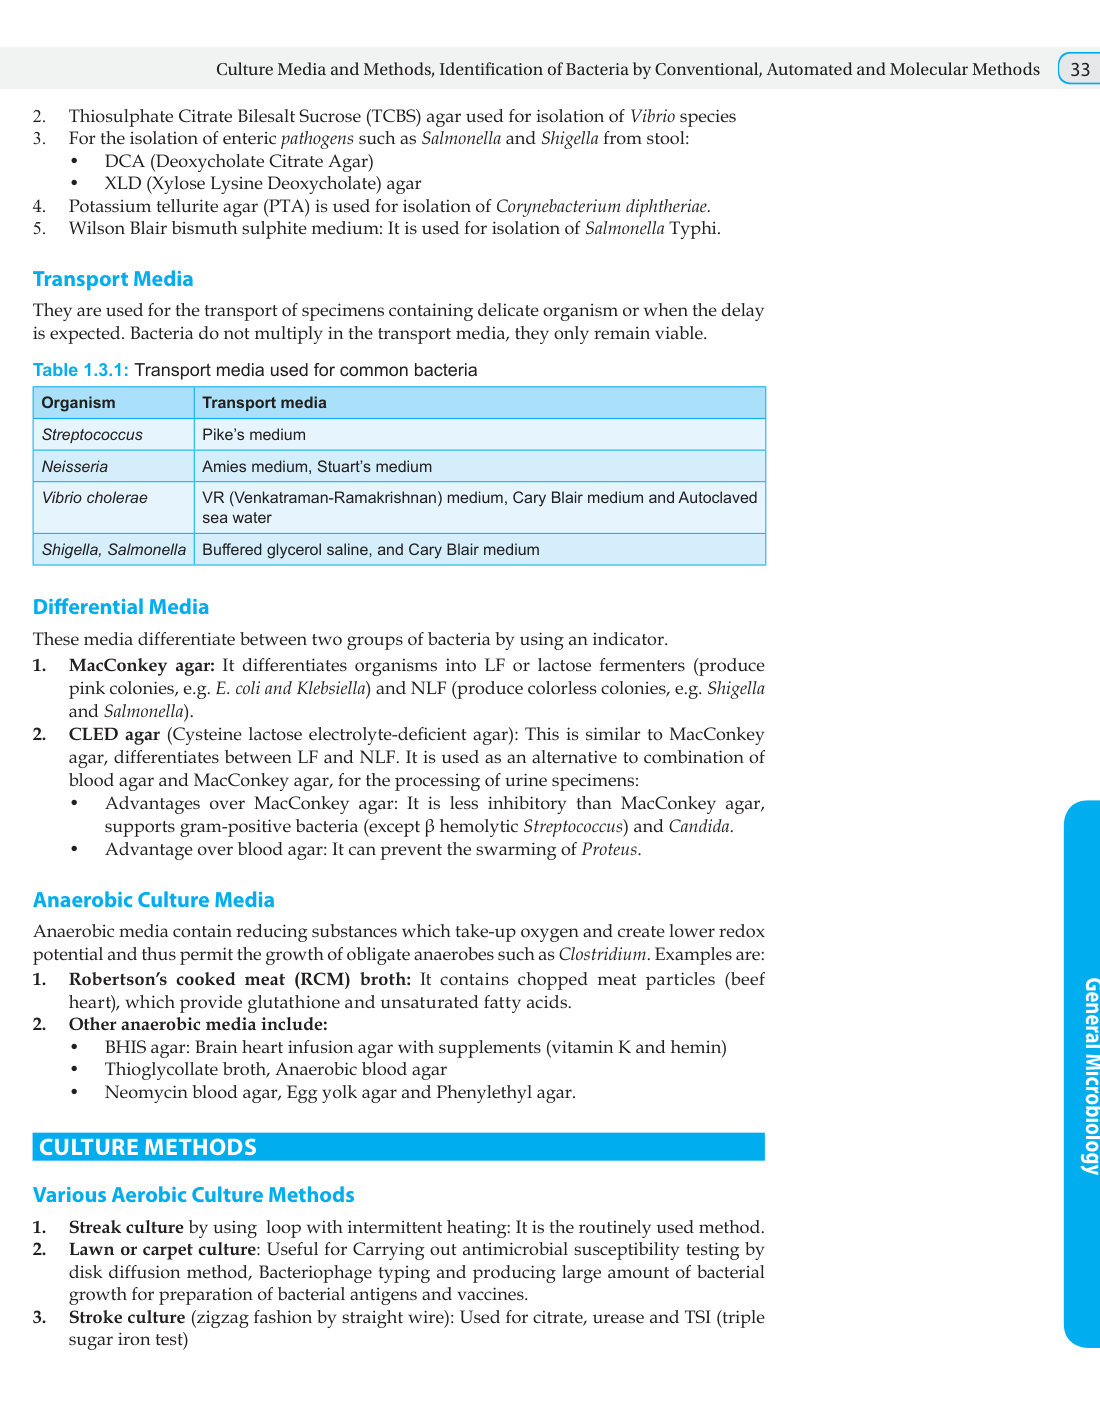 Culture Media and Methods, Identification of Bacteria by Conventional, Automated and Molecular Methods 33
2. Thiosulphate Citrate Bilesalt Sucrose (TCBS) agar used for isolation of Vibrio species
3. For the isolation of enteric pathogens such as Salmonella and Shigella from stool:
• DCA (Deoxycholate Citrate Agar)
• XLD (Xylose Lysine Deoxycholate) agar
4. Potassium tellurite agar (PTA) is used for isolation of Corynebacterium diphtheriae.
5. Wilson Blair bismuth sulphite medium: It is used for isolation of Salmonella Typhi.
Transport Media
They are used for the transport of specimens containing delicate organism or when the delay
is expected. Bacteria do not multiply in the transport media, they only remain viable.
Table 1.3.1: Transport media used for common bacteria
Organism Transport media
Streptococcus Pike's medium
Neisseria Amies medium, Stuart's medium
Vibrio cholerae VR (Venkatraman-Ramakrishnan) medium, Cary Blair medium and Autoclaved
sea water
Shigella, Salmonella Buffered glycerol saline, and Cary Blair medium
Differential Media
These media differentiate between two groups of bacteria by using an indicator.
1. MacConkey agar: It differentiates organisms into LF or lactose fermenters (produce
pink colonies, e.g. E. coli and Klebsiella) and NLF (produce colorless colonies, e.g. Shigella
and Salmonella).
2. CLED agar (Cysteine lactose electrolyte-deficient agar): This is similar to MacConkey
agar, differentiates between LF and NLF. It is used as an alternative to combination of
blood agar and MacConkey agar, for the processing of urine specimens:
• Advantages over MacConkey agar: It is less inhibitory than MacConkey agar,
supports gram-positive bacteria (except β hemolytic Streptococcus) and Candida.
• Advantage over blood agar: It can prevent the swarming of Proteus.
Anaerobic Culture Media
Anaerobic media contain reducing substances which take-up oxygen and create lower redox
potential and thus permit the growth of obligate anaerobes such as Clostridium. Examples are:
1. Robertson's cooked meat (RCM) broth: It contains chopped meat particles (beef
heart), which provide glutathione and unsaturated fatty acids.
2. Other anaerobic media include:
• BHIS agar: Brain heart infusion agar with supplements (vitamin K and hemin)
• Thioglycollate broth, Anaerobic blood agar
• Neomycin blood agar, Egg yolk agar and Phenylethyl agar.
CULTURE METHODS
Various Aerobic Culture Methods
1. Streak culture by using loop with intermittent heating: It is the routinely used method.
2. Lawn or carpet culture: Useful for Carrying out antimicrobial susceptibility testing by
disk diffusion method, Bacteriophage typing and producing large amount of bacterial
growth for preparation of bacterial antigens and vaccines.
3. Stroke culture (zigzag fashion by straight wire): Used for citrate, urease and TSI (triple
sugar iron test)
General Microbiology